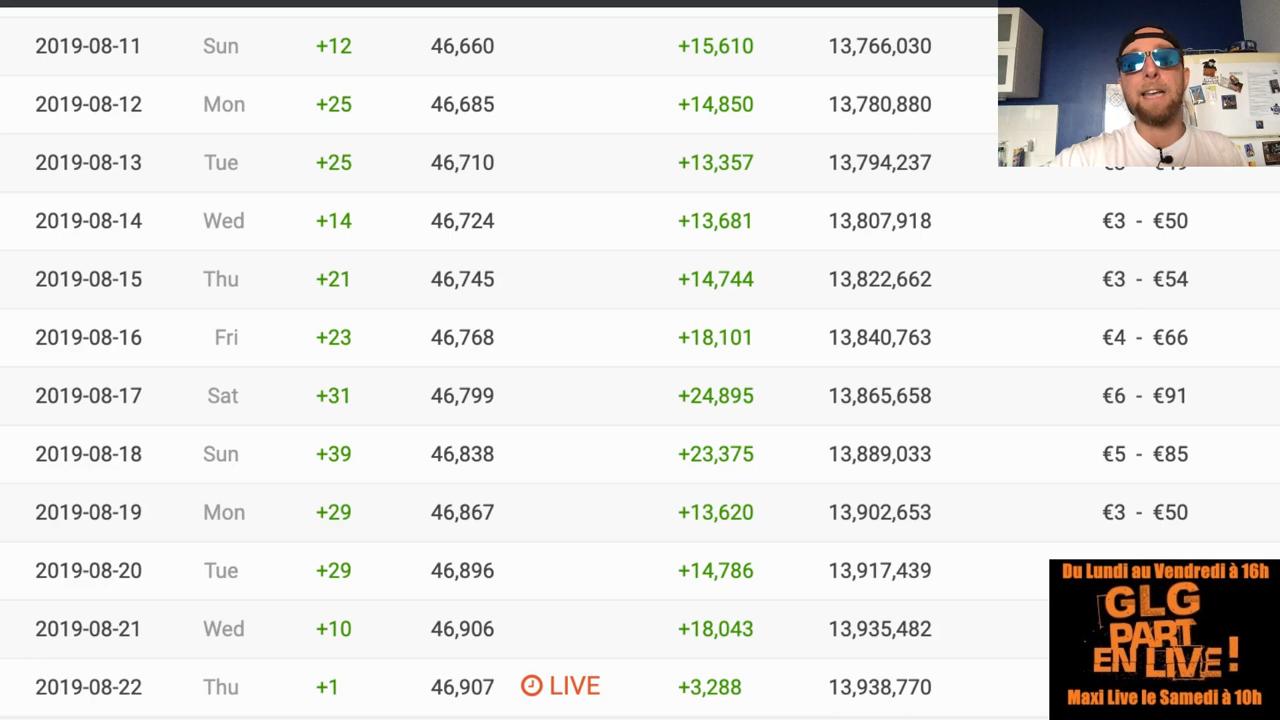 2019-08-11 Sun +12 46,660 +15,610 13,766,030
2019-08-12 Mon +25 46,685 +14,850 13,780,880
2019-08-13 Tue +25 46,710 +13,357 13,794,237
2019-08-14 Wed +14 46,724 +13,681 13,807,918 €3 - €50
2019-08-15 Thu +21 46,745 +14,744 13,822,662 €3 - €54
2019-08-16 Fri +23 46,768 +18,101 13,840,763 €4 - €66
2019-08-17 Sat +31 46,799 +24,895 13,865,658 €6 - €91
2019-08-18 Sun +39 46,838 +23,375 13,889,033 €5 - €85
2019-08-19 Mon +29 46,867 +13,620 13,902,653 €3 - €50
2019-08-20 Tue +29 46,896 +14,786 13,917,439
2019-08-21 Wed +10 46,906 +18,043 13,935,482
2019-08-22 Thu +1 46,907 LIVE +3,288 13,938,770
Du Lundi au Vendredi à 16h
GLG
PART
EN LIVE !
Maxi Live le Samedi à 10h